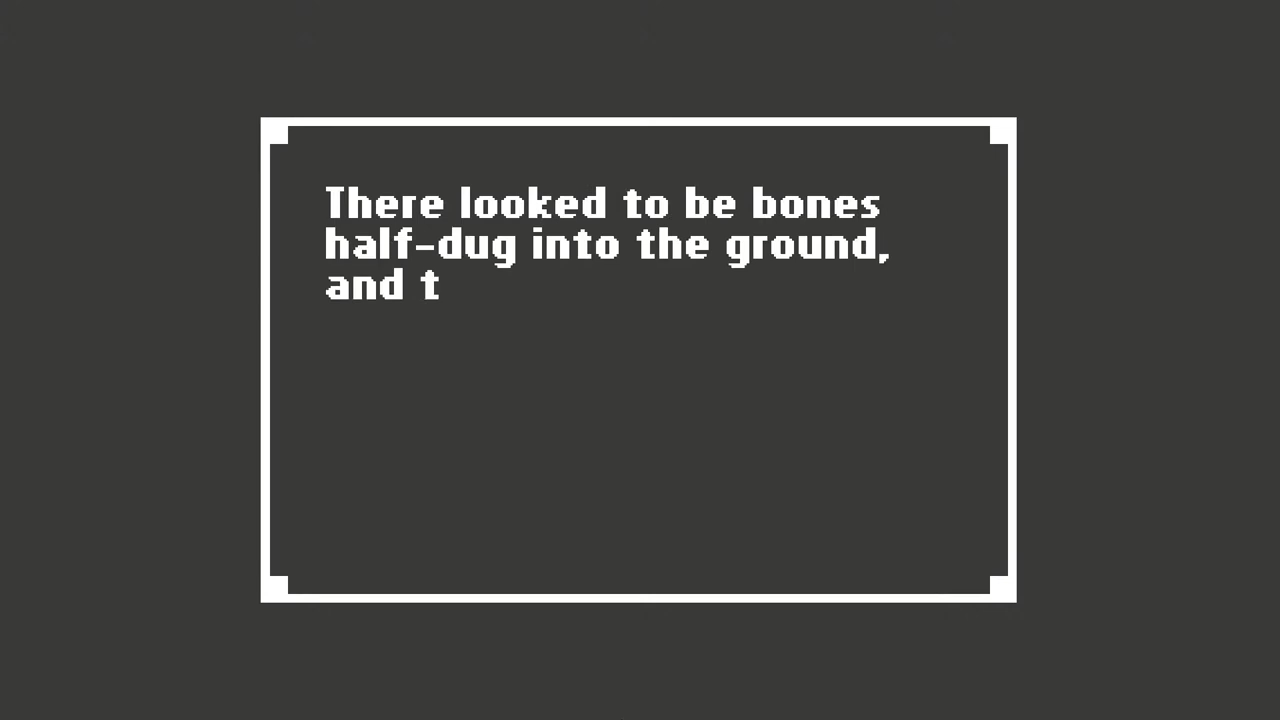 There looked to be bones
half-dug into the ground,
and t